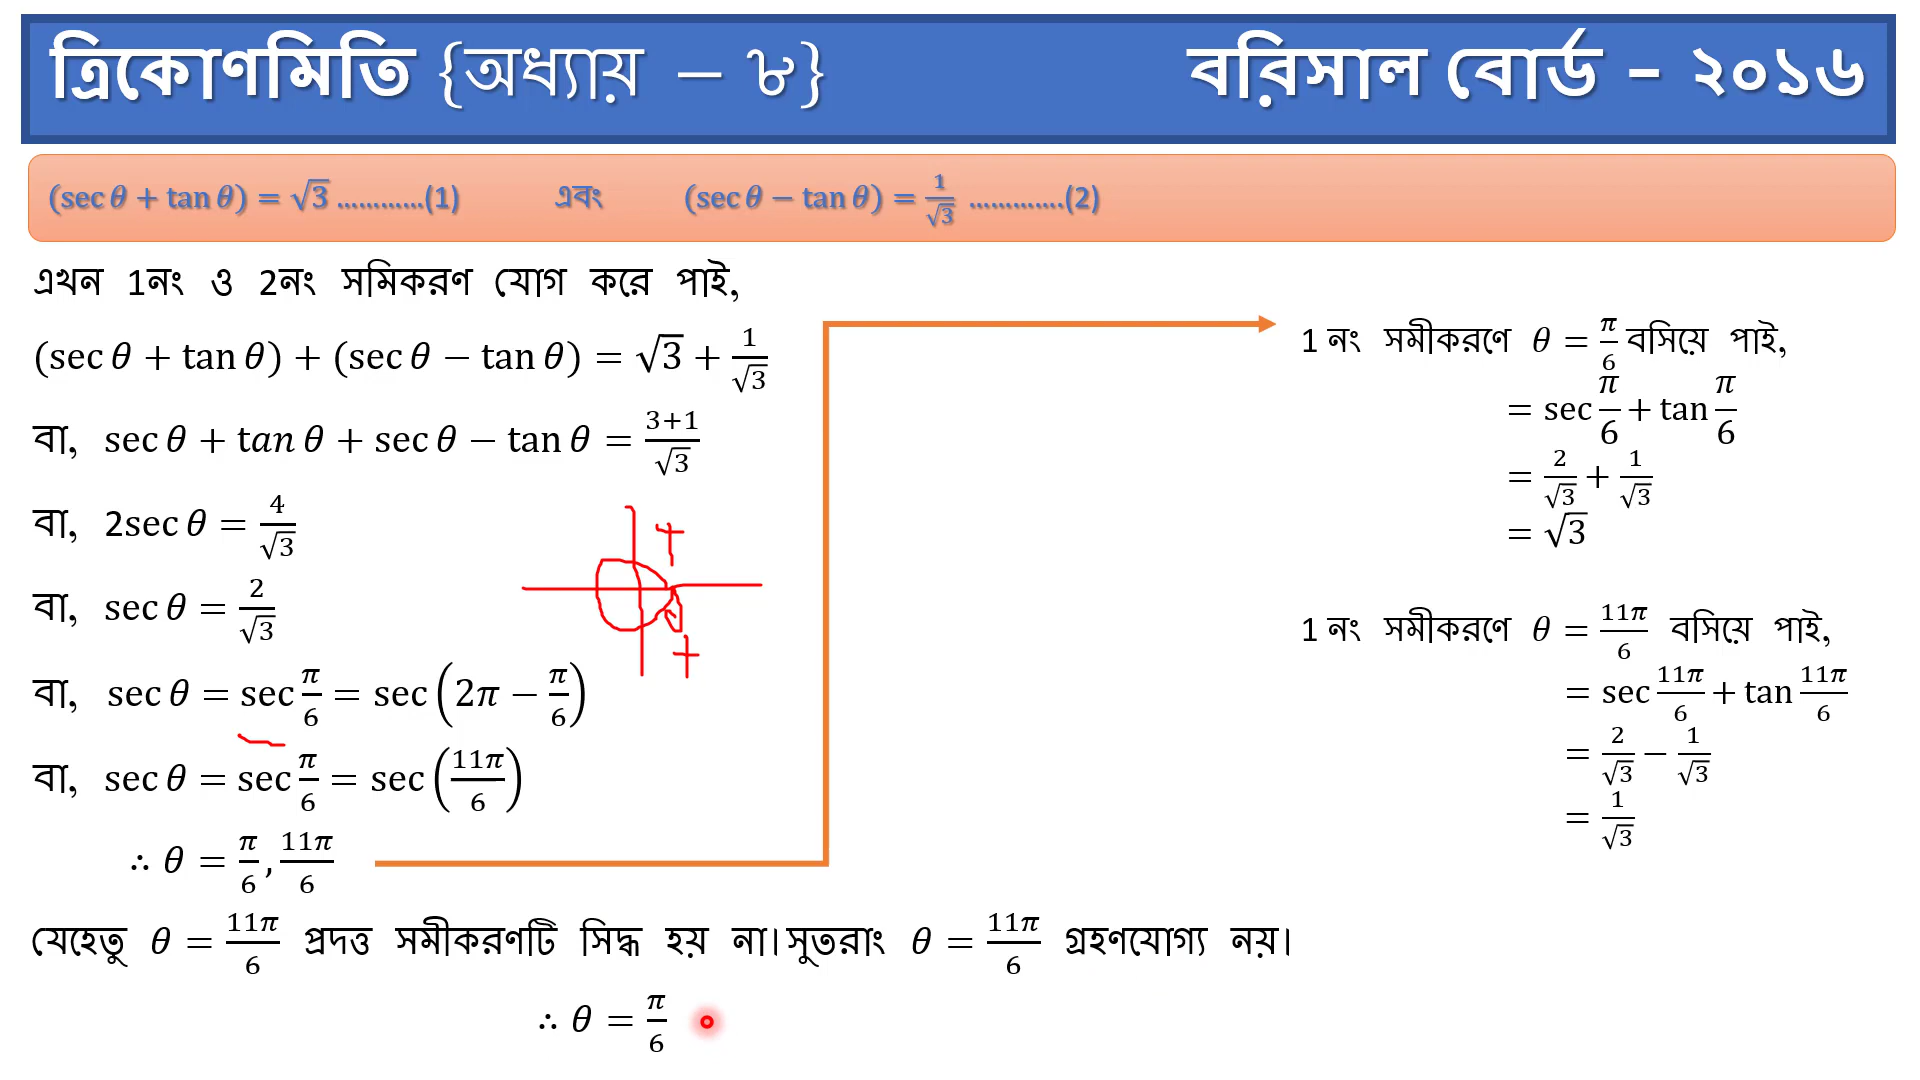 ত্রিকোণমিতি {অধ্যায় – ৮} বরিসাল বোর্ড – ২০১৬
(sec θ + tan θ) = √3 ............(1) এবং (sec θ − tan θ) = 1/√3 .............(2)
এখন 1নং ও 2নং সমিকরণ যোগ করে পাই,
(sec θ + tan θ) + (sec θ − tan θ) = √3 + 1/√3
বা, sec θ + tan θ + sec θ − tan θ = 3+1/√3
বা, 2sec θ = 4/√3
বা, sec θ = 2/√3
বা, sec θ = sec π/6 = sec (2π − π/6)
বা, sec θ = sec π/6 = sec (11π/6)
∴ θ = π/6 , 11π/6
1 নং সমীকরণে θ = π/6 বসিয়ে পাই,
= sec π/6 + tan π/6
= 2/√3 + 1/√3
= √3
1 নং সমীকরণে θ = 11π/6 বসিয়ে পাই,
= sec 11π/6 + tan 11π/6
= 2/√3 − 1/√3
= 1/√3
যেহেতু θ = 11π/6 প্রদত্ত সমীকরণটি সিদ্ধ হয় না। সুতরাং θ = 11π/6 গ্রহণযোগ্য নয়।
∴ θ = π/6
+
+